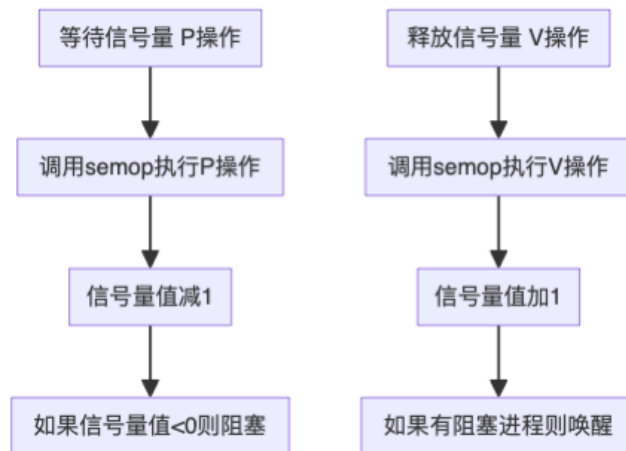 等待信号量 P操作
调用semop执行P操作
信号量值减1
如果信号量值<0则阻塞
释放信号量 V操作
调用semop执行V操作
信号量值加1
如果有阻塞进程则唤醒